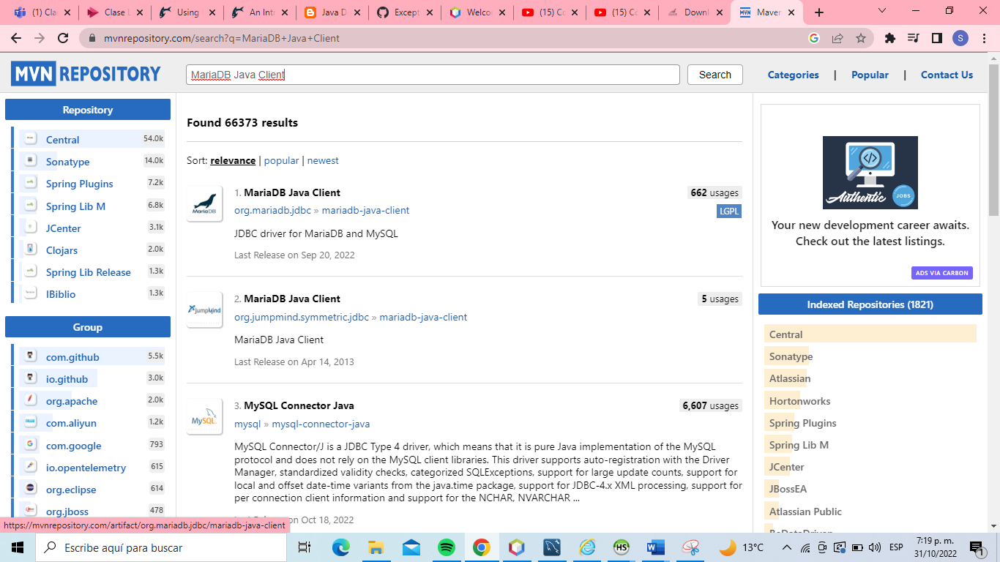 (1) Cla
Clase L
Using
An Intr
Java D
Except
Welco
(15) Co
(15) Co
Downl
Maver
mvnrepository.com/search?q=MariaDB+Java+Client
S
MVN REPOSITORY
MariaDB Java Client
Search
Categories | Popular | Contact Us
Repository
Central 54.0k
Sonatype 14.0k
Spring Plugins 7.2k
Spring Lib M 6.8k
JCenter 3.1k
Clojars 2.0k
Spring Lib Release 1.3k
IBiblio 1.3k
Group
com.github 5.5k
io.github 3.0k
org.apache 2.0k
com.aliyun 1.2k
com.google 793
io.opentelemetry 615
org.eclipse 614
org.jboss 478
Found 66373 results
Sort: relevance | popular | newest
MariaDB
1. MariaDB Java Client 662 usages
org.mariadb.jdbc » mariadb-java-client LGPL
JDBC driver for MariaDB and MySQL
Last Release on Sep 20, 2022
JumpMind
2. MariaDB Java Client 5 usages
org.jumpmind.symmetric.jdbc » mariadb-java-client
MariaDB Java Client
Last Release on Apr 14, 2013
MySQL
3. MySQL Connector Java 6,607 usages
mysql » mysql-connector-java
MySQL Connector/J is a JDBC Type 4 driver, which means that it is pure Java implementation of the MySQL
protocol and does not rely on the MySQL client libraries. This driver supports auto-registration with the Driver
Manager, standardized validity checks, categorized SQLExceptions, support for large update counts, support for
local and offset date-time variants from the java.time package, support for JDBC-4.x XML processing, support for
per connection client information and support for the NCHAR, NVARCHAR ...
on Oct 18, 2022
Authentic JOBS
Your new development career awaits.
Check out the latest listings.
ADS VIA CARBON
Indexed Repositories (1821)
Central
Sonatype
Atlassian
Hortonworks
Spring Plugins
Spring Lib M
JCenter
JBossEA
Atlassian Public
https://mvnrepository.com/artifact/org.mariadb.jdbc/mariadb-java-client
Escribe aquí para buscar
HS
13°C
ESP
7:19 p. m.
31/10/2022
1